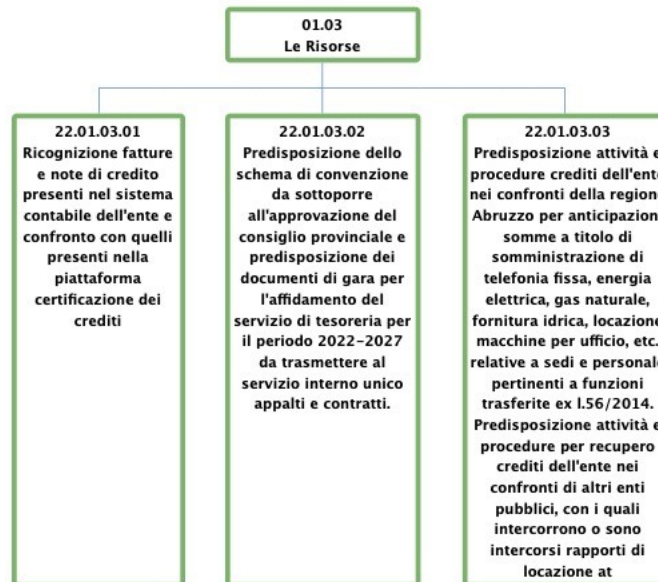 01.03
Le Risorse
22.01.03.01
Ricognizione fatture
e note di credito
presenti nel sistema
contabile dell'ente e
confronto con quelli
presenti nella
piattaforma
certificazione dei
crediti
22.01.03.02
Predisposizione dello
schema di convenzione
da sottoporre
all'approvazione del
consiglio provinciale e
predisposizione dei
documenti di gara per
l'affidamento del
servizio di tesoreria per
il periodo 2022-2027
da trasmettere al
servizio interno unico
appalti e contratti.
22.01.03.03
Predisposizione attività e
procedure crediti dell'ente
nei confronti della regione
Abruzzo per anticipazion
somme a titolo di
somministrazione di
telefonia fissa, energia
elettrica, gas naturale,
fornitura idrica, locazione
macchine per ufficio, etc.
relative a sedi e personale
pertinenti a funzioni
trasferite ex l.56/2014.
Predisposizione attività e
procedure per recupero
crediti dell'ente nei
confronti di altri enti
pubblici, con i quali
intercorrono o sono
intercorsi rapporti di
locazione at